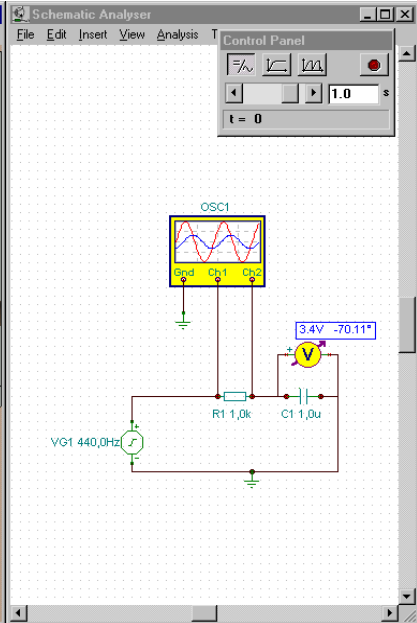 Schematic Analyser
File Edit Insert View Analysis T
Control Panel
1.0 s
t = 0
OSC1
Gnd Ch1 Ch2
3.4V -70.11°
+ V
R1 1,0k C1 1,0u
+
VG1 440,0Hz
-